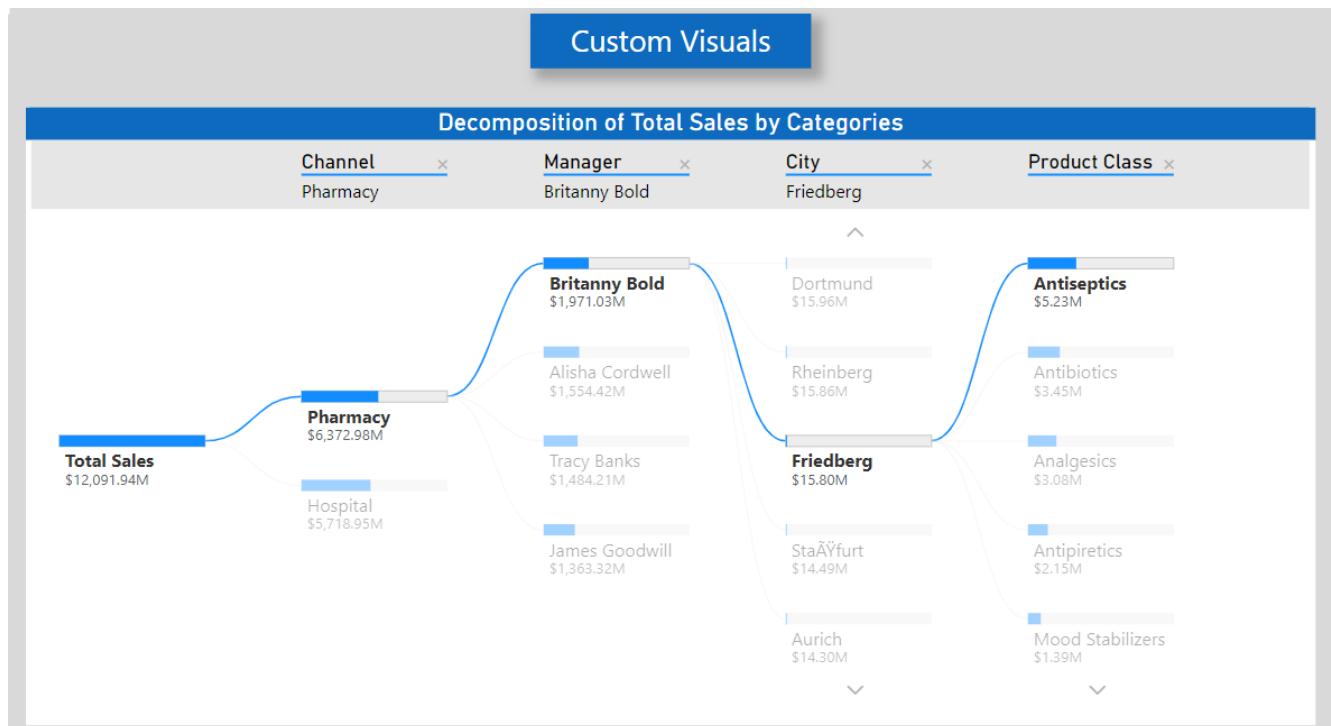 Custom Visuals
Decomposition of Total Sales by Categories
Channel ×
Pharmacy
Manager ×
Britanny Bold
City ×
Friedberg
Product Class ×
Total Sales
$12,091.94M
Pharmacy
$6,372.98M
Hospital
$5,718.95M
Britanny Bold
$1,971.03M
Alisha Cordwell
$1,554.42M
Tracy Banks
$1,484.21M
James Goodwill
$1,363.32M
Dortmund
$15.96M
Rheinberg
$15.86M
Friedberg
$15.80M
StaÃŸfurt
$14.49M
Aurich
$14.30M
Antiseptics
$5.23M
Antibiotics
$3.45M
Analgesics
$3.08M
Antipiretics
$2.15M
Mood Stabilizers
$1.39M